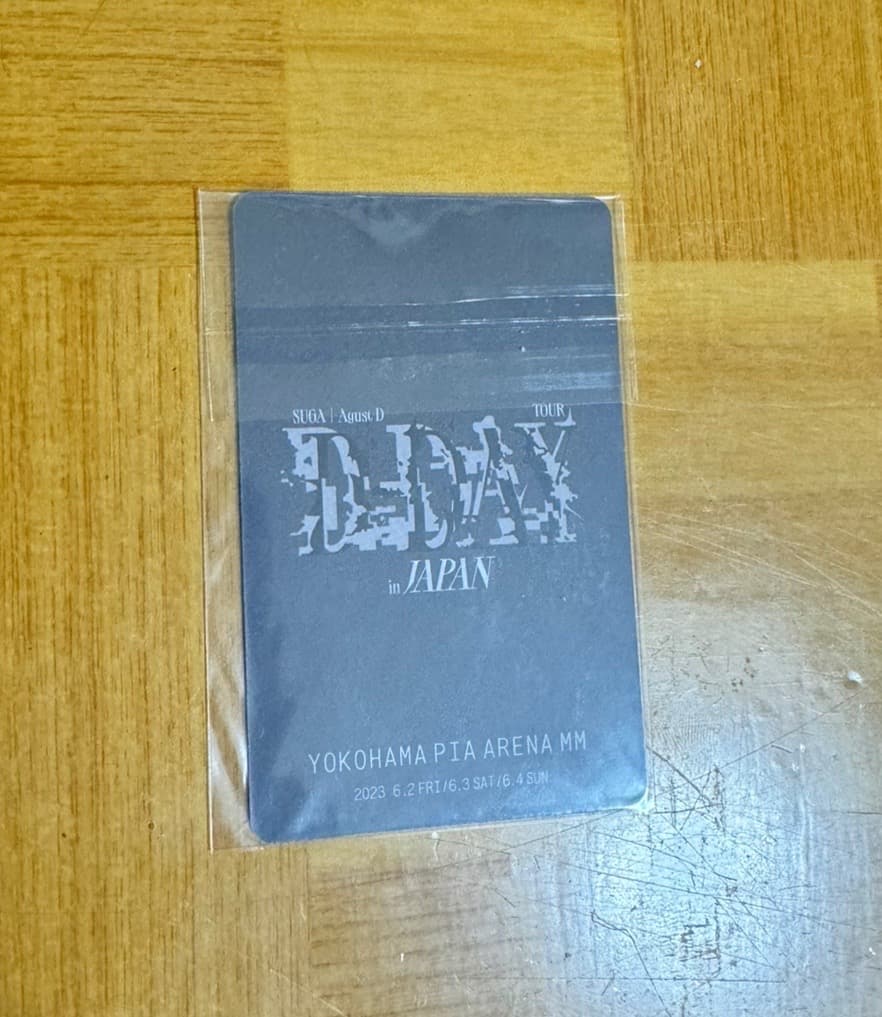 SUGA | Agust D TOUR
D-DAY
in JAPAN
YOKOHAMA PIA ARENA MM
2023 6.2 FRI/6.3 SAT/6.4 SUN